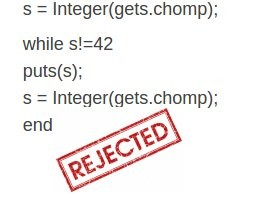 s = Integer(gets.chomp);
while s!=42
puts(s);
s = Integer(gets.chomp);
end
REJECTED